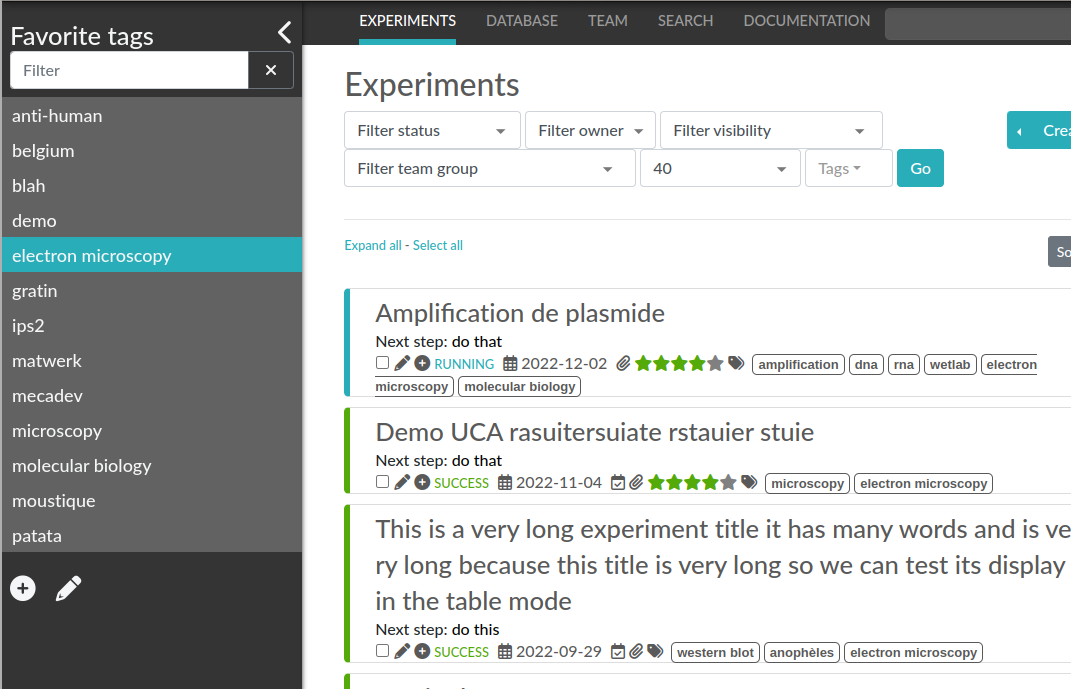 Favorite tags
Filter
anti-human
belgium
blah
demo
electron microscopy
gratin
ips2
matwerk
mecadev
microscopy
molecular biology
moustique
patata
EXPERIMENTS DATABASE TEAM SEARCH DOCUMENTATION
Experiments
Filter status Filter owner Filter visibility Crea
Filter team group 40 Tags Go
Expand all - Select all
So
Amplification de plasmide
Next step: do that
RUNNING 2022-12-02 amplification dna rna wetlab electron
microscopy molecular biology
Demo UCA rasuitersuiate rstauier stuie
Next step: do that
SUCCESS 2022-11-04 microscopy electron microscopy
This is a very long experiment title it has many words and is ve
ry long because this title is very long so we can test its display
in the table mode
Next step: do this
SUCCESS 2022-09-29 western blot anophèles electron microscopy